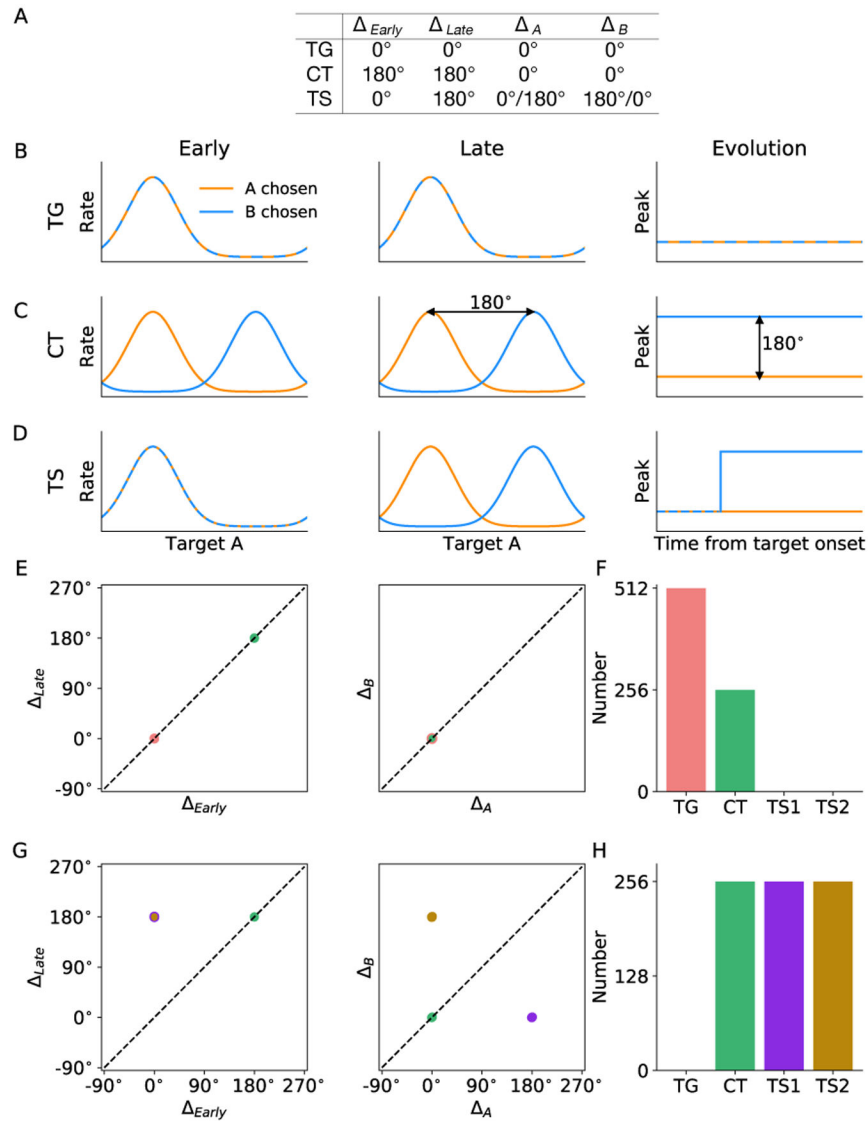 A
Δ Early Δ Late Δ A Δ B
TG 0° 0° 0° 0°
CT 180° 180° 0° 0°
TS 0° 180° 0°/180° 180°/0°
B Early Late Evolution
TG
Rate
A chosen
B chosen
Rate
Peak
C
CT
Rate
Rate
180°
Peak
180°
D
TS
Rate
Rate
Peak
Target A Target A Time from target onset
E
270°
180°
90°
0°
-90°
Δ Late
Δ Early
Δ B
Δ A
F
512
256
0
Number
TG CT TS1 TS2
G
270°
180°
90°
0°
-90°
Δ Late
-90° 0° 90° 180° 270°
Δ Early
Δ B
-90° 0° 90° 180° 270°
Δ A
H
256
128
0
Number
TG CT TS1 TS2